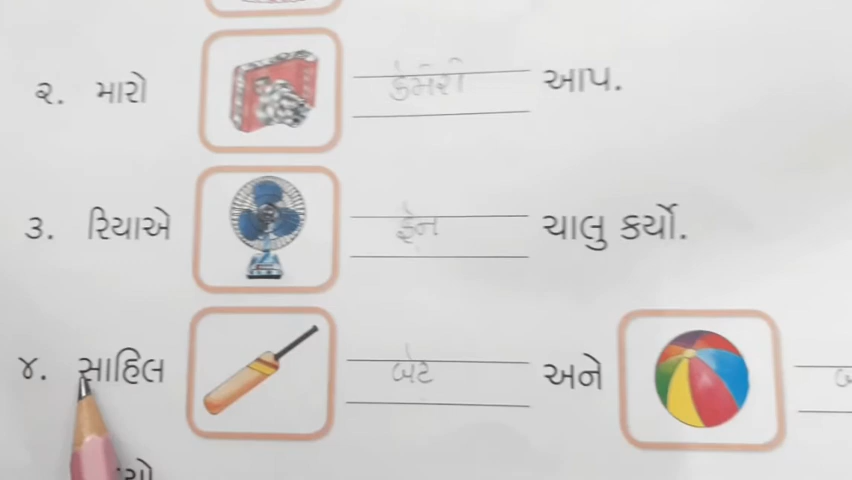 ૨. મારો કેમેરો આપ.
૩. રિયાએ ફેન ચાલુ કર્યો.
૪. સાહિલ બેટ અને